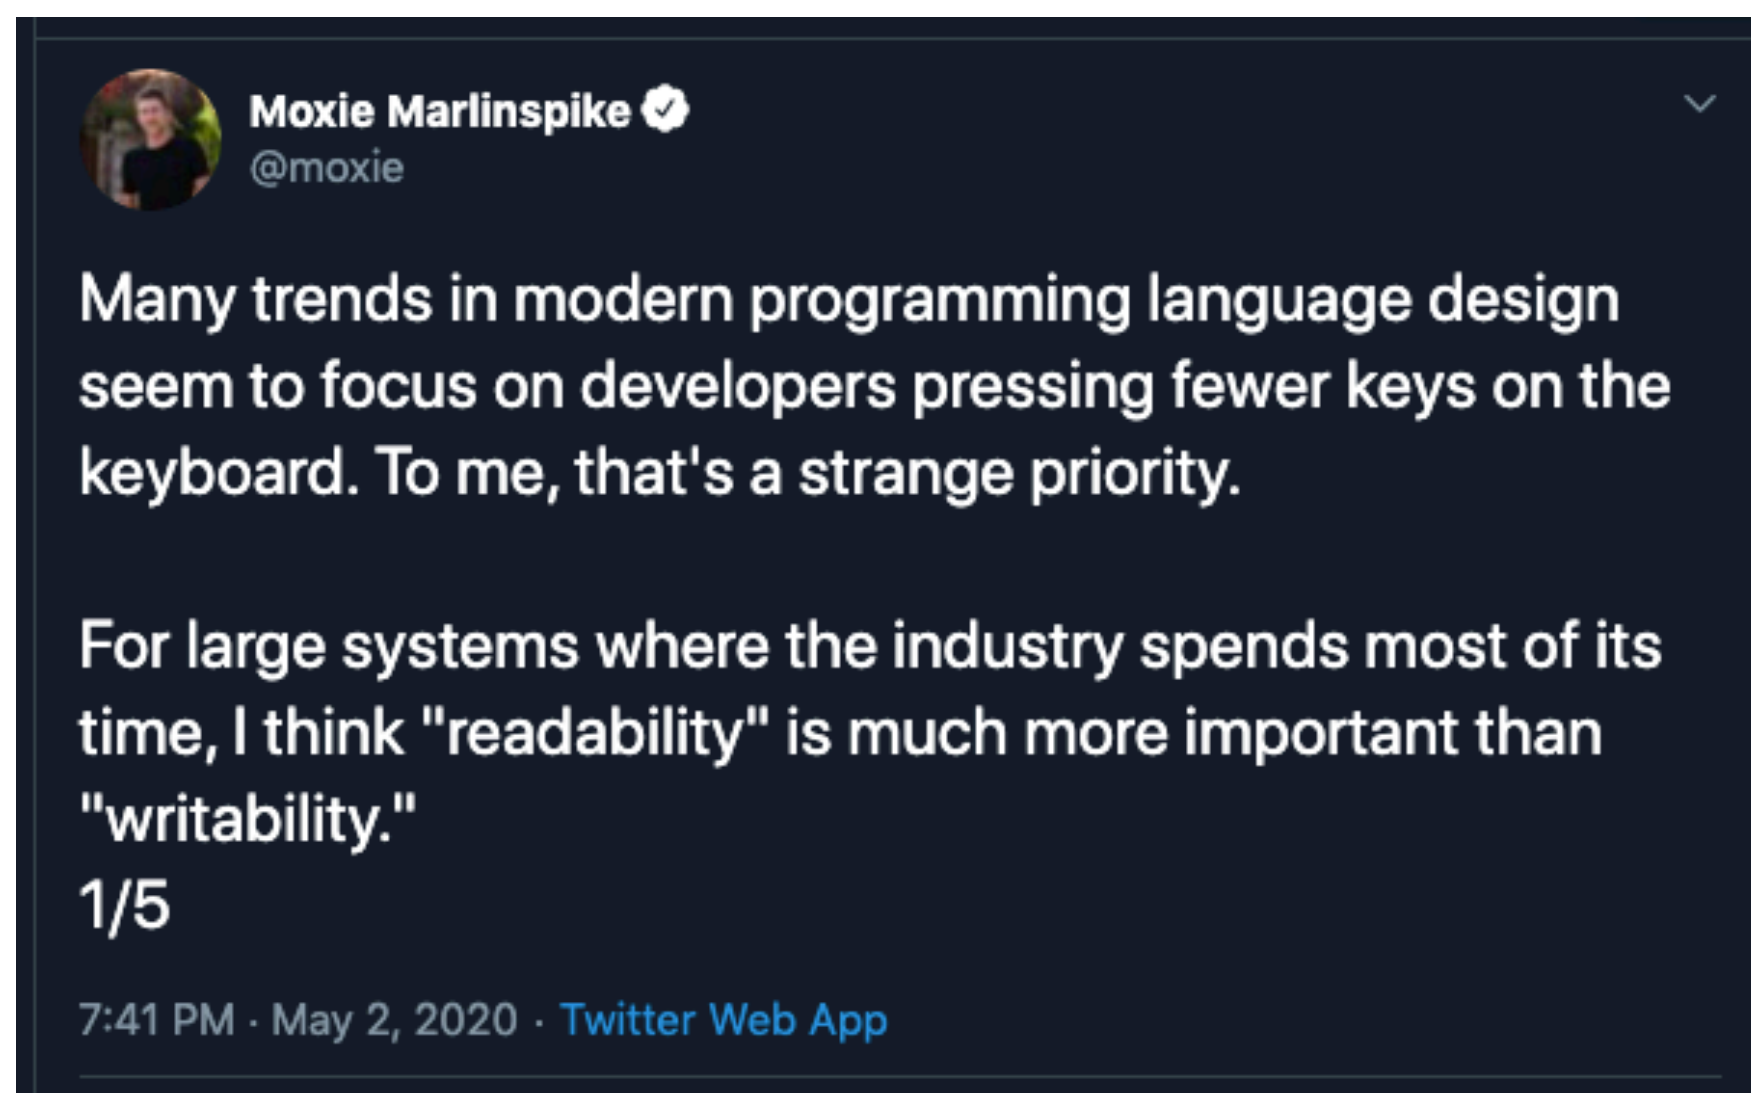 Moxie Marlinspike
@moxie
Many trends in modern programming language design
seem to focus on developers pressing fewer keys on the
keyboard. To me, that's a strange priority.
For large systems where the industry spends most of its
time, I think "readability" is much more important than
"writability."
1/5
7:41 PM · May 2, 2020 · Twitter Web App